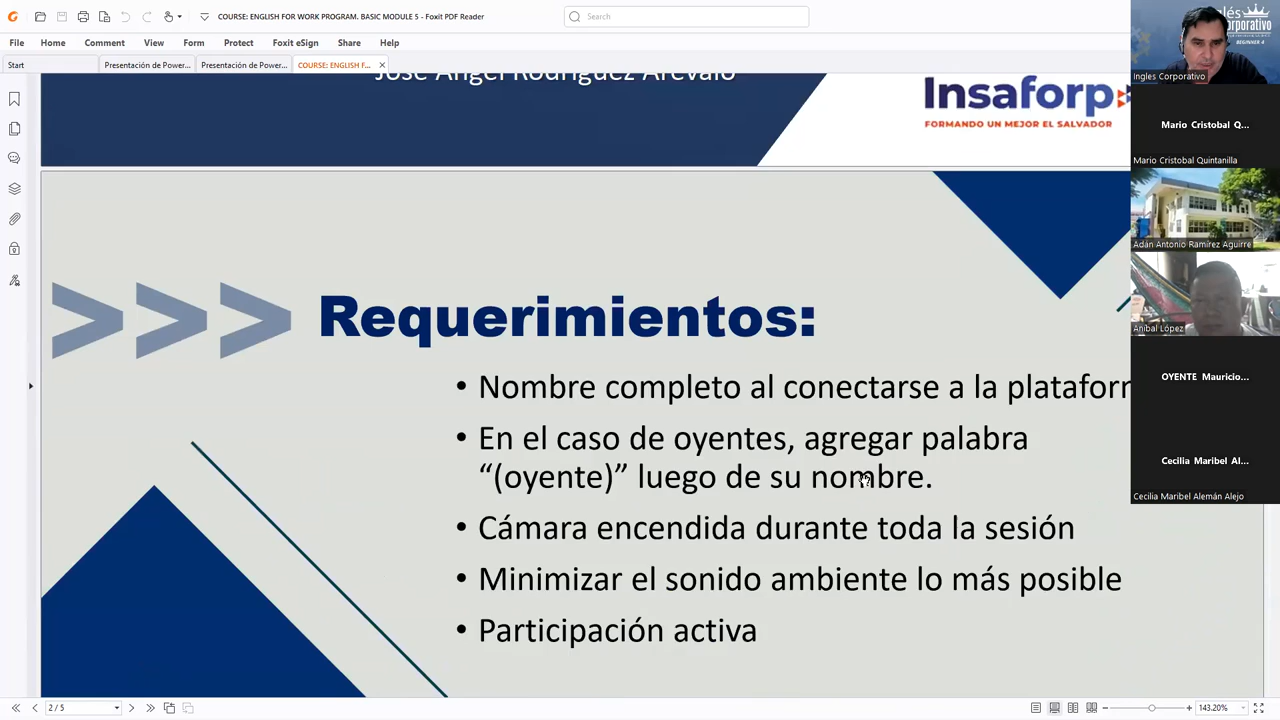 COURSE: ENGLISH FOR WORK PROGRAM. BASIC MODULE 5 - Foxit PDF Reader
Search
File Home Comment View Form Protect Foxit eSign Share Help
Start Presentación de Power... Presentación de Power... COURSE: ENGLISH F...
José Ángel Rodríguez Arévalo
Insaforp
FORMANDO UN MEJOR EL SALVADOR
>>> Requerimientos:
• Nombre completo al conectarse a la plataform
• En el caso de oyentes, agregar palabra
“(oyente)” luego de su nombre.
• Cámara encendida durante toda la sesión
• Minimizar el sonido ambiente lo más posible
• Participación activa
BEGINNER 4
Ingles Corporativo
Mario Cristobal Q...
Mario Cristobal Quintanilla
Adán Antonio Ramírez Aguirre
Aníbal López
OYENTE Mauricio...
Cecilia Maribel Al...
Cecilia Maribel Alemán Alejo
2 / 5
143.20%